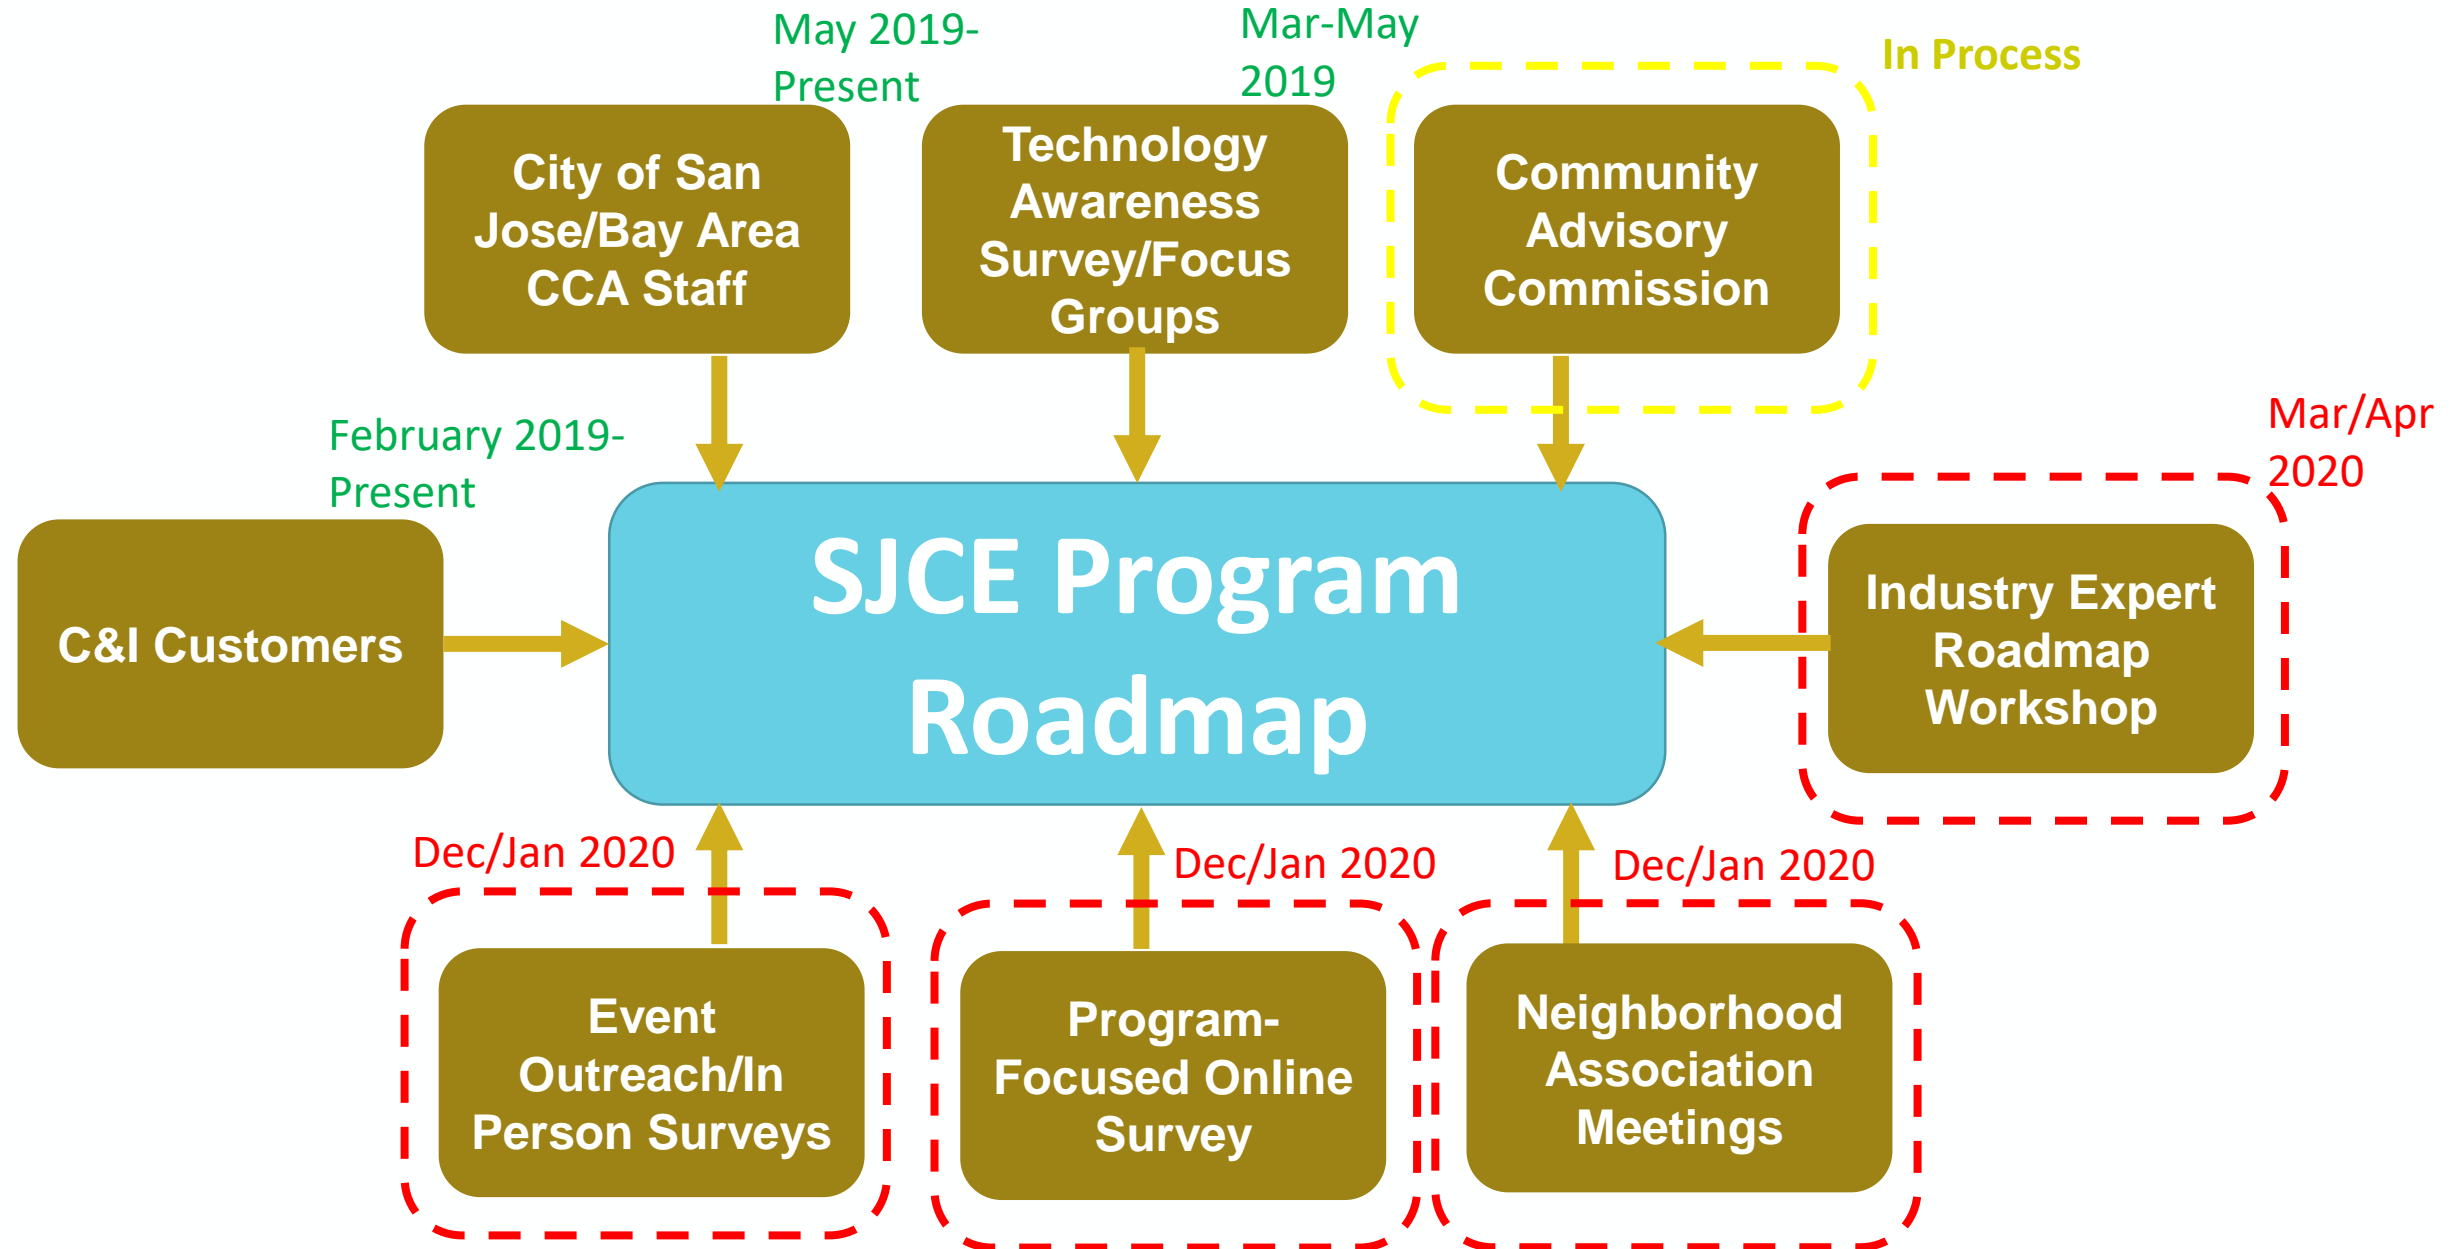 May 2019-
Present
Mar-May
2019
In Process
City of San
Jose/Bay Area
CCA Staff
Technology
Awareness
Survey/Focus
Groups
Community
Advisory
Commission
February 2019-
Present
Mar/Apr
2020
C&I Customers
SJCE Program
Roadmap
Industry Expert
Roadmap
Workshop
Dec/Jan 2020
Dec/Jan 2020
Dec/Jan 2020
Event
Outreach/In
Person Surveys
Program-
Focused Online
Survey
Neighborhood
Association
Meetings